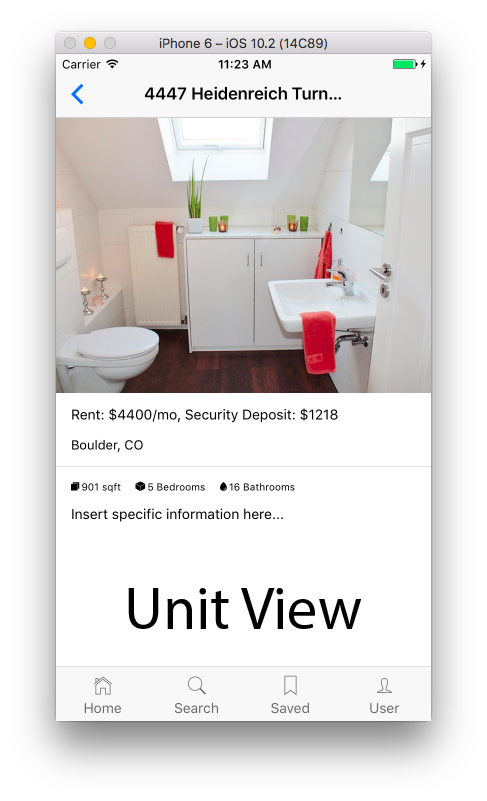 iPhone 6 – iOS 10.2 (14C89)
Carrier 11:23 AM
4447 Heidenreich Turn...
Rent: $4400/mo, Security Deposit: $1218
Boulder, CO
901 sqft 5 Bedrooms 16 Bathrooms
Insert specific information here...
Unit View
Home Search Saved User